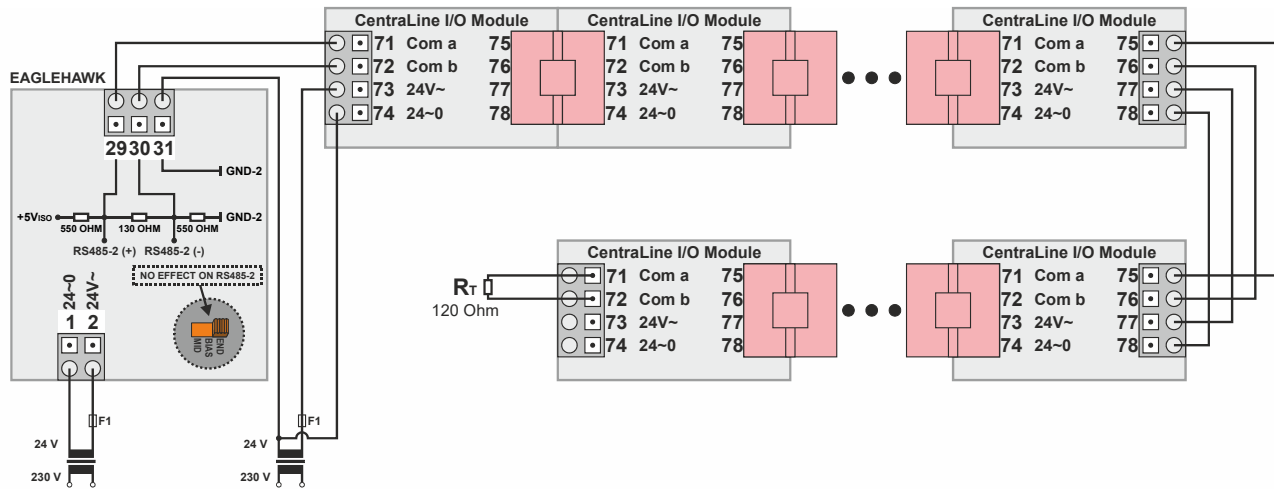 CentraLine I/O Module CentraLine I/O Module CentraLine I/O Module
71 Com a 75 71 Com a 75 71 Com a 75
72 Com b 76 72 Com b 76 72 Com b 76
73 24V~ 77 73 24V~ 77 73 24V~ 77
74 24~0 78 74 24~0 78 74 24~0 78
EAGLEHAWK
29 30 31
GND-2
+5VISO GND-2
550 OHM 130 OHM 550 OHM
RS485-2 (+) RS485-2 (-)
NO EFFECT ON RS485-2
24~0 24V~
1 2
MID BIAS END
F1
24 V
230 V
F1
24 V
230 V
CentraLine I/O Module CentraLine I/O Module
71 Com a 75 71 Com a 75
72 Com b 76 72 Com b 76
73 24V~ 77 73 24V~ 77
74 24~0 78 74 24~0 78
RT
120 Ohm